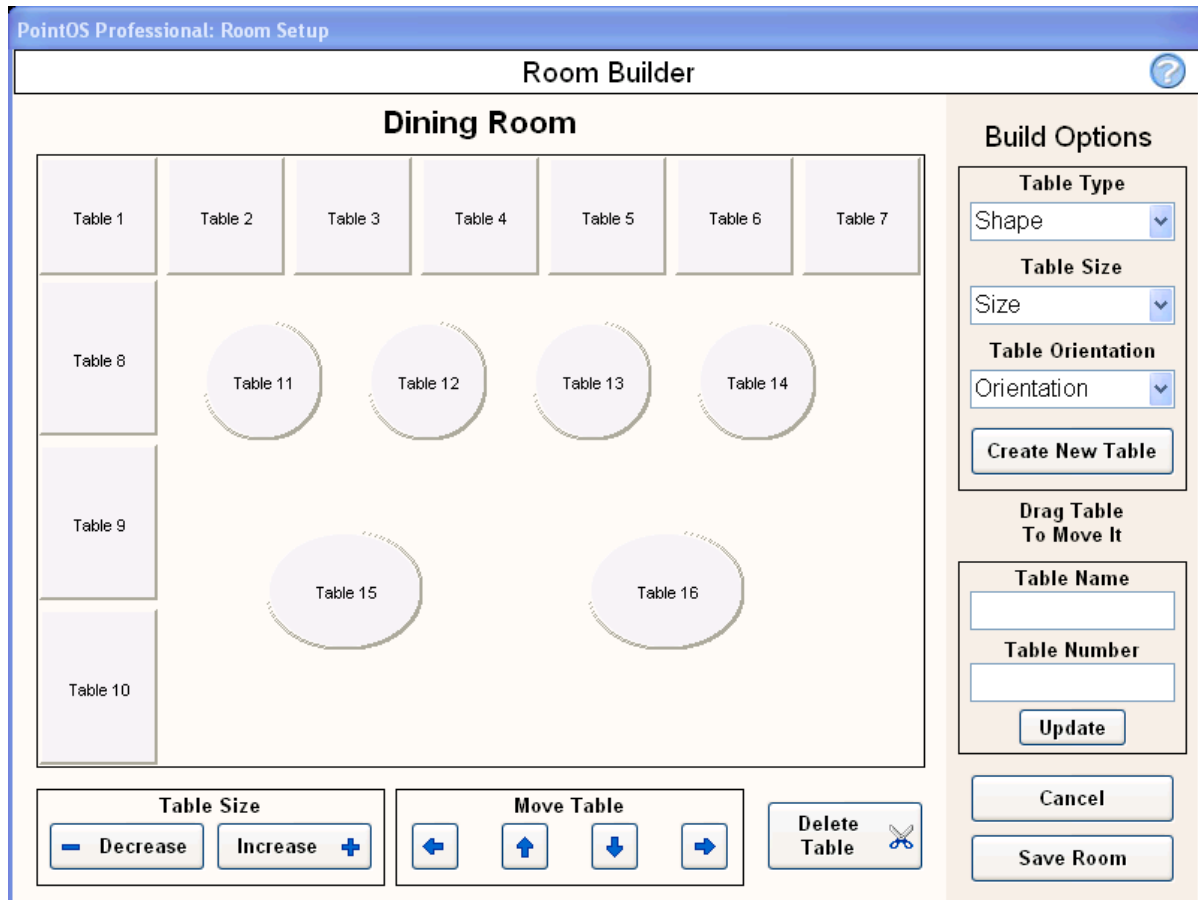 PointOS Professional: Room Setup
Room Builder
?
Dining Room
Table 1
Table 2
Table 3
Table 4
Table 5
Table 6
Table 7
Table 8
Table 11
Table 12
Table 13
Table 14
Table 9
Table 15
Table 16
Table 10
Table Size
Decrease
Increase
Move Table
Delete
Table
Build Options
Table Type
Shape
Table Size
Size
Table Orientation
Orientation
Create New Table
Drag Table
To Move It
Table Name
Table Number
Update
Cancel
Save Room